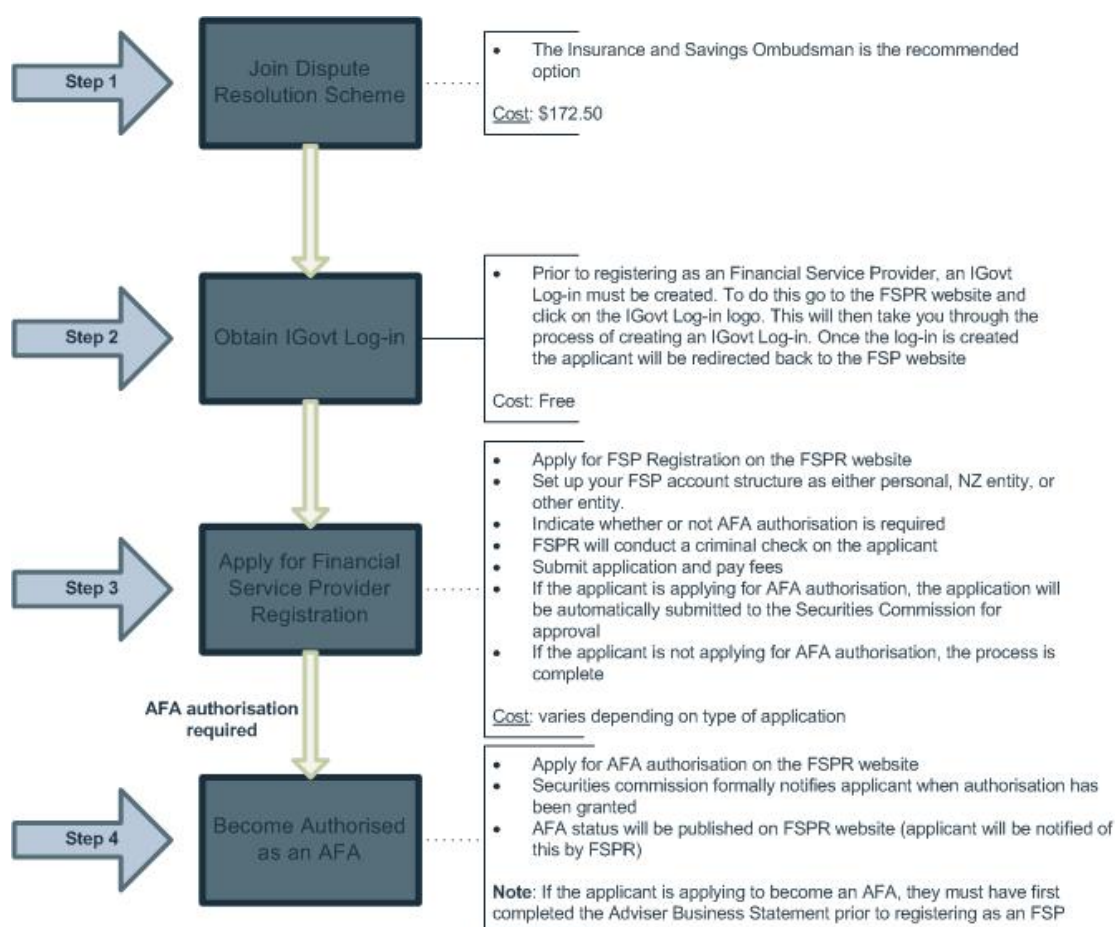 Step 1
Join Dispute
Resolution Scheme
• The Insurance and Savings Ombudsman is the recommended
option
Cost: $172.50
Step 2
Obtain IGovt Log-in
• Prior to registering as an Financial Service Provider, an IGovt
Log-in must be created. To do this go to the FSPR website and
click on the IGovt Log-in logo. This will then take you through the
process of creating an IGovt Log-in. Once the log-in is created
the applicant will be redirected back to the FSP website
Cost: Free
Step 3
Apply for Financial
Service Provider
Registration
• Apply for FSP Registration on the FSPR website
• Set up your FSP account structure as either personal, NZ entity, or
other entity.
• Indicate whether or not AFA authorisation is required
• FSPR will conduct a criminal check on the applicant
• Submit application and pay fees
• If the applicant is applying for AFA authorisation, the application will
be automatically submitted to the Securities Commission for
approval
• If the applicant is not applying for AFA authorisation, the process is
complete
Cost: varies depending on type of application
AFA authorisation
required
Step 4
Become Authorised
as an AFA
• Apply for AFA authorisation on the FSPR website
• Securities commission formally notifies applicant when authorisation has
been granted
• AFA status will be published on FSPR website (applicant will be notified of
this by FSPR)
Note: If the applicant is applying to become an AFA, they must have first
completed the Adviser Business Statement prior to registering as an FSP